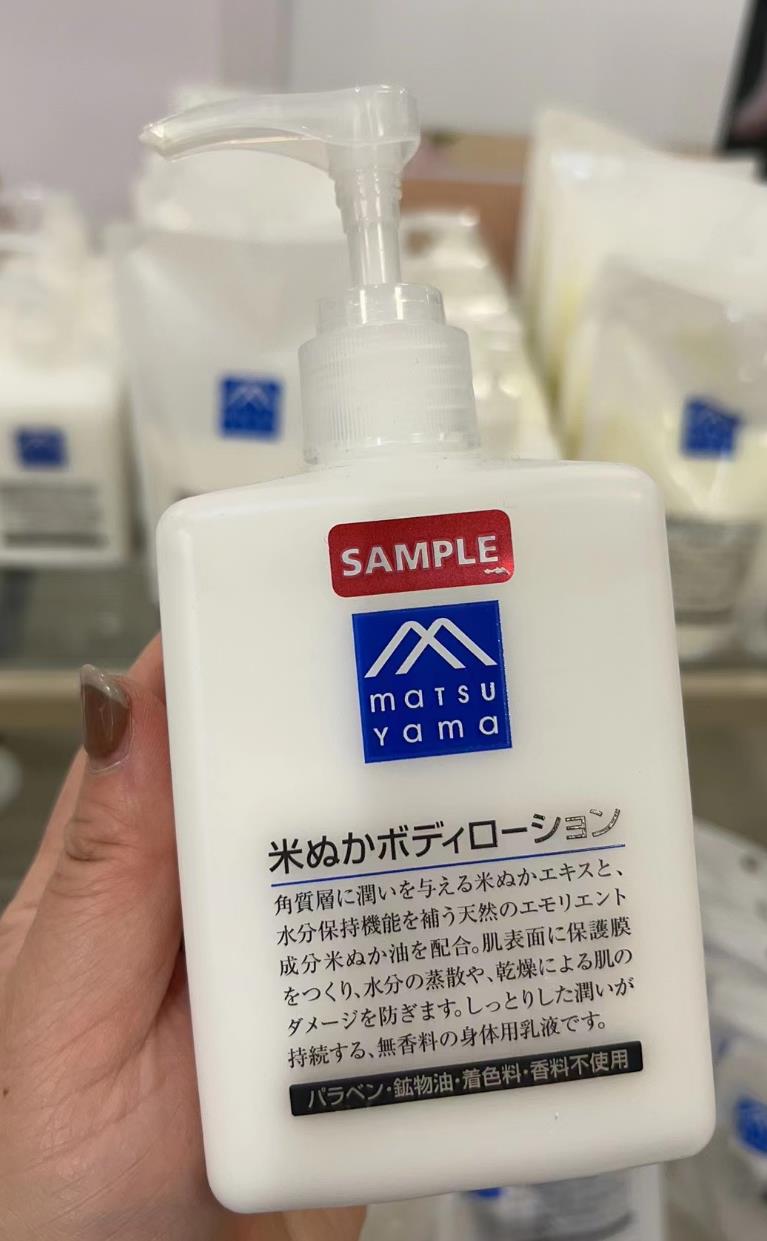 SAMPLE
maTSU
Yama
米ぬかボディローション
角質層に潤いを与える米ぬかエキスと、
水分保持機能を補う天然のエモリエント
成分米ぬか油を配合。肌表面に保護膜
をつくり、水分の蒸散や、乾燥による肌の
ダメージを防ぎます。しっとりした潤いが
持続する、無香料の身体用乳液です。
パラベン・鉱物油・着色料・香料不使用